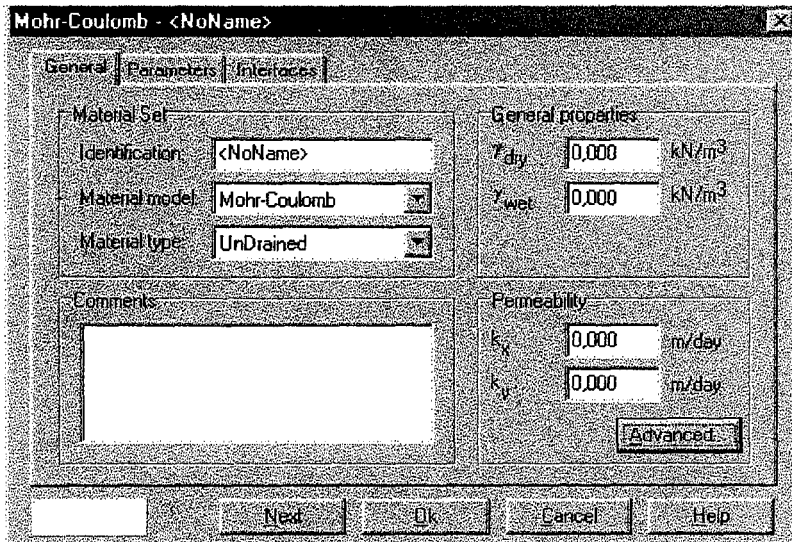 Mohr-Coulomb - <NoName>
General Parameters Interfaces
Material Set
Identification: <NoName>
Material model: Mohr-Coulomb
Material type: UnDrained
General properties
γdry 0,000 kN/m3
γwet 0,000 kN/m3
Comments
Permeability
kx 0,000 m/day
ky 0,000 m/day
Advanced...
Next Ok Cancel Help